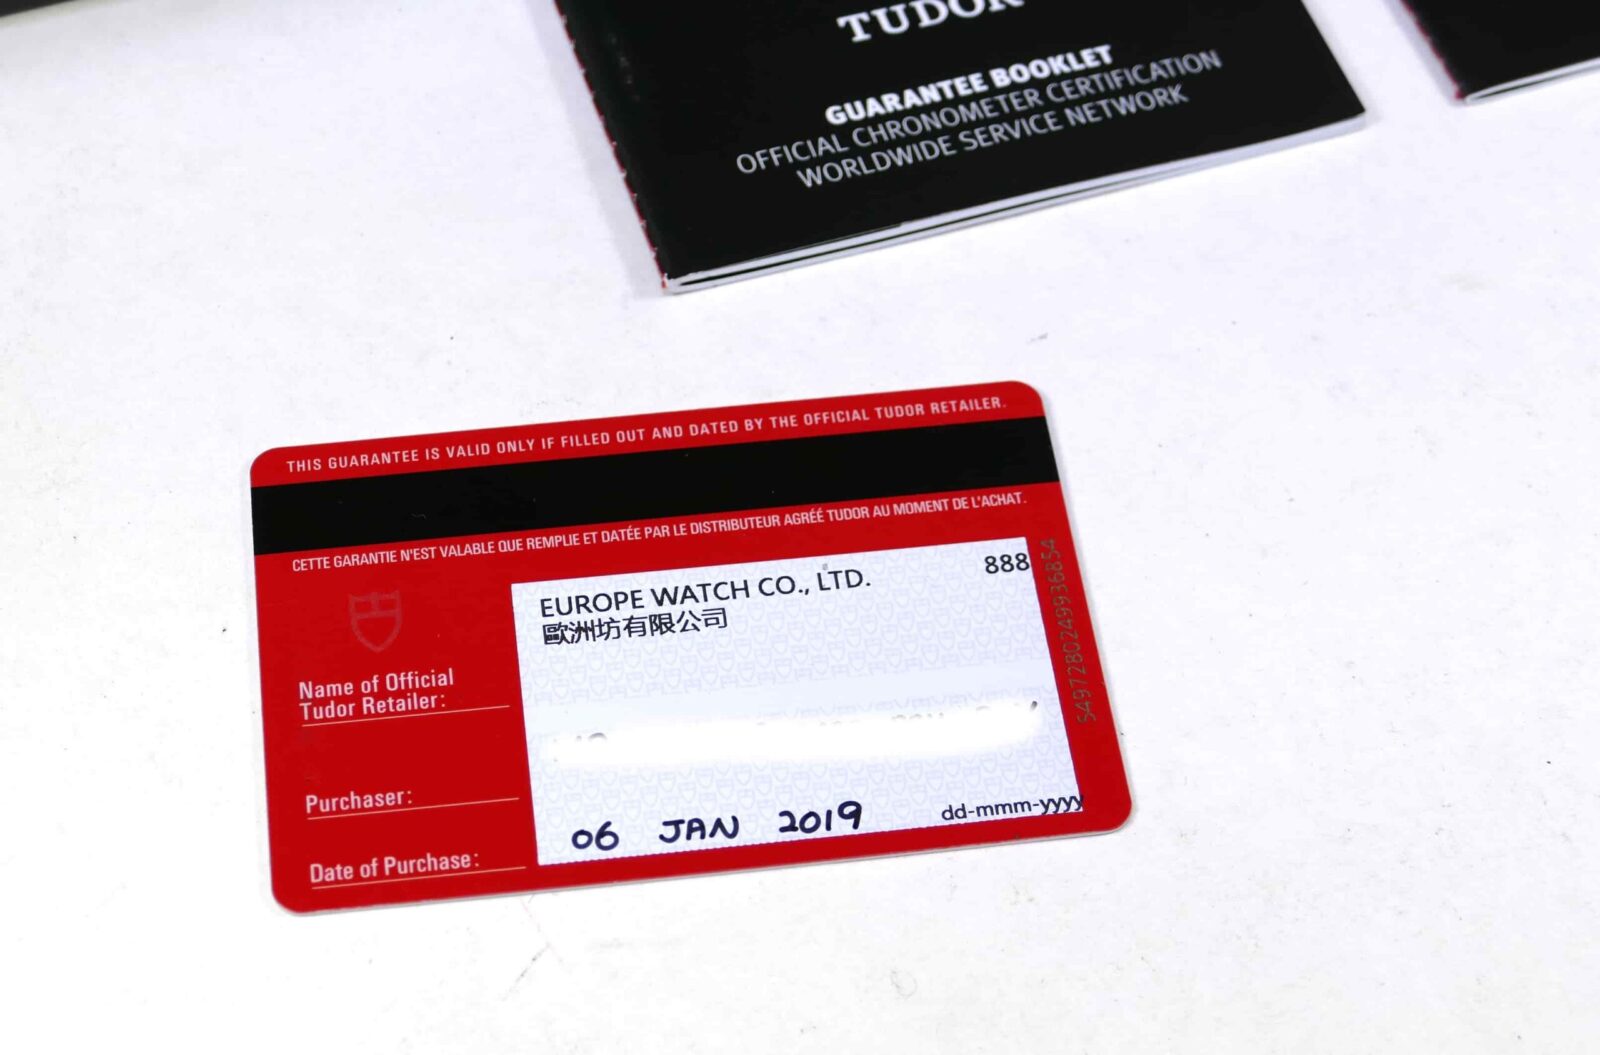 TUDOR
GUARANTEE BOOKLET
OFFICIAL CHRONOMETER CERTIFICATION
WORLDWIDE SERVICE NETWORK
THIS GUARANTEE IS VALID ONLY IF FILLED OUT AND DATED BY THE OFFICIAL TUDOR RETAILER.
CETTE GARANTIE N'EST VALABLE QUE REMPLIE ET DATÉE PAR LE DISTRIBUTEUR AGRÉÉ TUDOR AU MOMENT DE L'ACHAT.
EUROPE WATCH CO., LTD. 888
歐洲坊有限公司
Name of Official
Tudor Retailer:
Purchaser:
Date of Purchase:
06 JAN 2019 dd-mmm-yyyy
5497280249936854